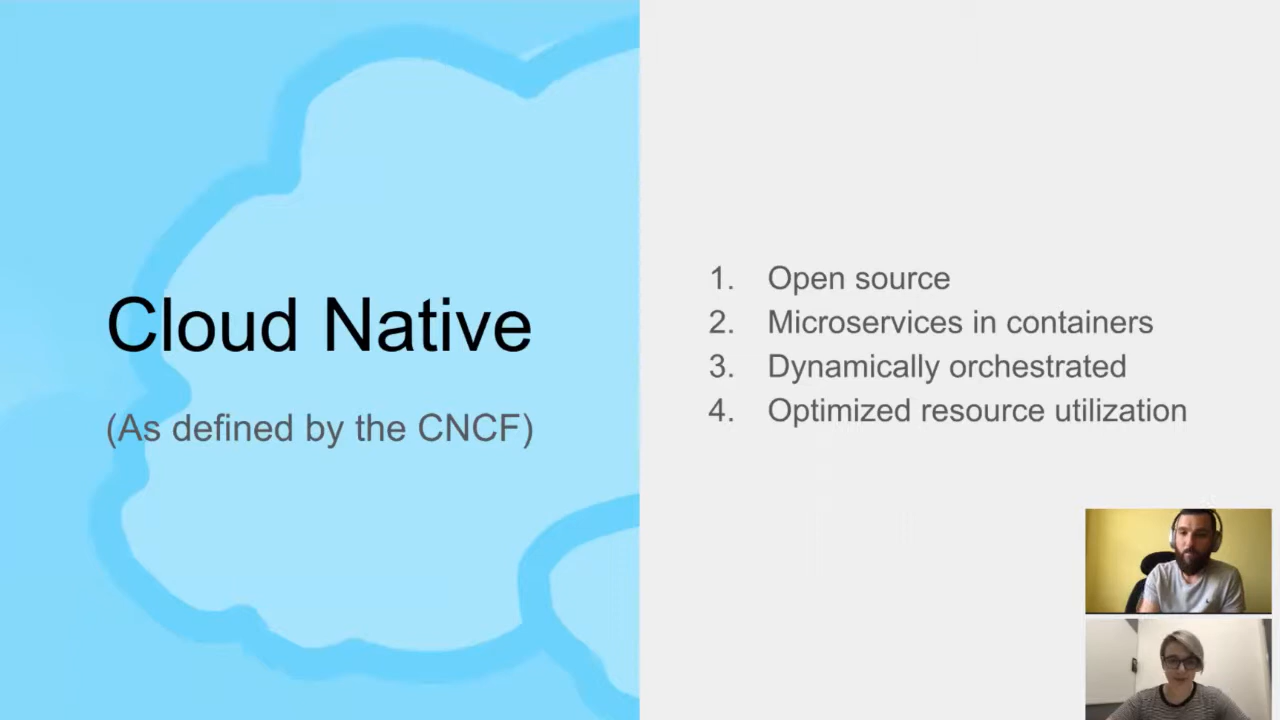 Cloud Native
(As defined by the CNCF)
1. Open source
2. Microservices in containers
3. Dynamically orchestrated
4. Optimized resource utilization